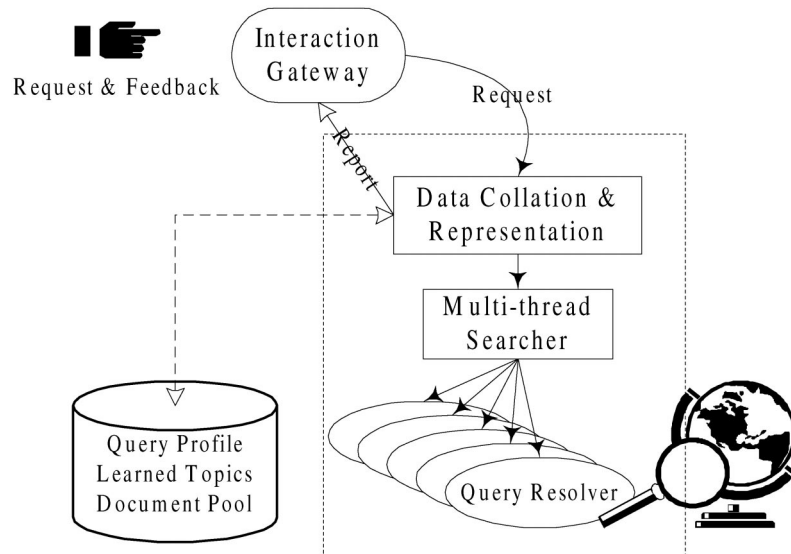 Interaction
Gateway
Request & Feedback
Request
Report
Data Collation &
Representation
Multi-thread
Searcher
Query Profile
Learned Topics
Document Pool
Query Resolver